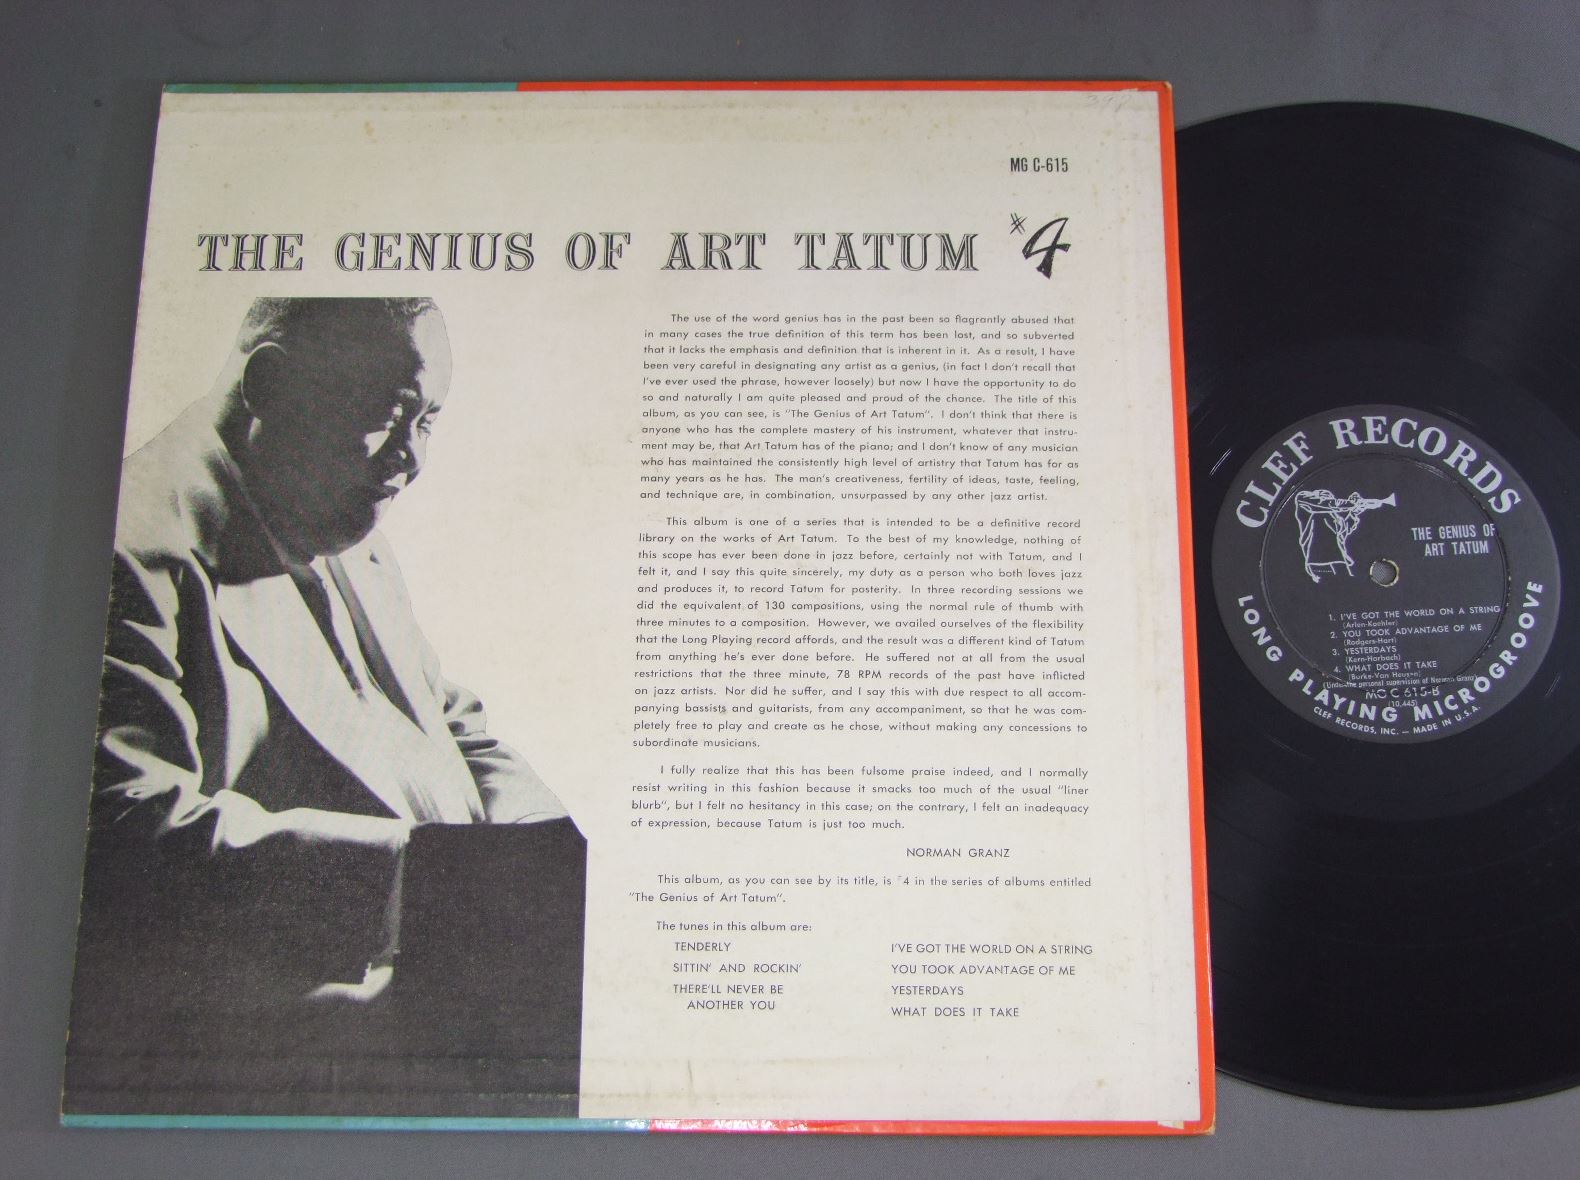 MG C-615
THE GENIUS OF ART TATUM #4
The use of the word genius has in the past been so flagrantly abused that
in many cases the true definition of this term has been lost, and so subverted
that it lacks the emphasis and definition that is inherent in it. As a result, I have
been very careful in designating any artist as a genius, (in fact I don't recall that
I've ever used the phrase, however loosely) but now I have the opportunity to do
so and naturally I am quite pleased and proud of the chance. The title of this
album, as you can see, is "The Genius of Art Tatum". I don't think that there is
anyone who has the complete mastery of his instrument, whatever that instru-
ment may be, that Art Tatum has of the piano; and I don't know of any musician
who has maintained the consistently high level of artistry that Tatum has for as
many years as he has. The man's creativeness, fertility of ideas, taste, feeling,
and technique are, in combination, unsurpassed by any other jazz artist.
This album is one of a series that is intended to be a definitive record
library on the works of Art Tatum. To the best of my knowledge, nothing of
this scope has ever been done in jazz before, certainly not with Tatum, and I
felt it, and I say this quite sincerely, my duty as a person who both loves jazz
and produces it, to record Tatum for posterity. In three recording sessions we
did the equivalent of 130 compositions, using the normal rule of thumb with
three minutes to a composition. However, we availed ourselves of the flexibility
that the Long Playing record affords, and the result was a different kind of Tatum
from anything he's ever done before. He suffered not at all from the usual
restrictions that the three minute, 78 RPM records of the past have inflicted
on jazz artists. Nor did he suffer, and I say this with due respect to all accom-
panying bassists and guitarists, from any accompaniment, so that he was com-
pletely free to play and create as he chose, without making any concessions to
subordinate musicians.
I fully realize that this has been fulsome praise indeed, and I normally
resist writing in this fashion because it smacks too much of the usual "liner
blurb", but I felt no hesitancy in this case; on the contrary, I felt an inadequacy
of expression, because Tatum is just too much.
NORMAN GRANZ
This album, as you can see by its title, is #4 in the series of albums entitled
"The Genius of Art Tatum".
The tunes in this album are:
TENDERLY
SITTIN' AND ROCKIN'
THERE'LL NEVER BE
ANOTHER YOU
I'VE GOT THE WORLD ON A STRING
YOU TOOK ADVANTAGE OF ME
YESTERDAYS
WHAT DOES IT TAKE
CLEF RECORDS
THE GENIUS OF
ART TATUM
1. I'VE GOT THE WORLD ON A STRING
(Arlen-Koehler)
2. YOU TOOK ADVANTAGE OF ME
(Rodgers-Hart)
3. YESTERDAYS
(Kern-Harbach)
4. WHAT DOES IT TAKE
(Burke-Van Heusen)
(Under the personal supervision of Norman Granz)
MG C 615-B
(10,445)
LONG PLAYING MICROGROOVE
CLEF RECORDS, INC. — MADE IN U.S.A.